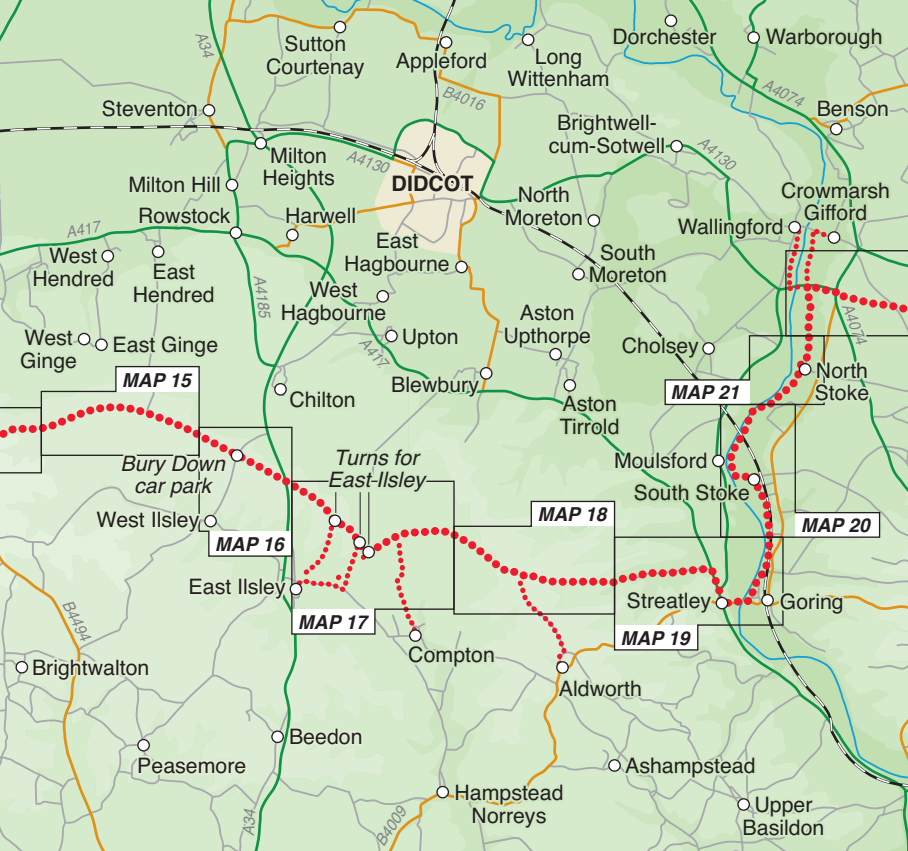 A34
Sutton
Courtenay
Appleford
Long
Wittenham
Dorchester
Warborough
Steventon
B4016
A4074
Benson
Brightwell-
cum-Sotwell
A4130
Milton
Heights
A4130
Milton Hill
DIDCOT
North
Moreton
Crowmarsh
Gifford
Rowstock
Harwell
Wallingford
A417
West
Hendred
East
Hendred
East
Hagbourne
South
Moreton
A4185
West
Hagbourne
Aston
Upthorpe
A4074
West
Ginge
East Ginge
Upton
A417
Cholsey
MAP 15
Chilton
Blewbury
Aston
Tirrold
MAP 21
North
Stoke
Bury Down
car park
Turns for
East-Ilsley
Moulsford
South Stoke
West Ilsley
MAP 16
MAP 18
MAP 20
East Ilsley
MAP 17
Streatley
Goring
MAP 19
B4494
Compton
Brightwalton
Aldworth
Beedon
Peasemore
Ashampstead
A34
B4009
Hampstead
Norreys
Upper
Basildon